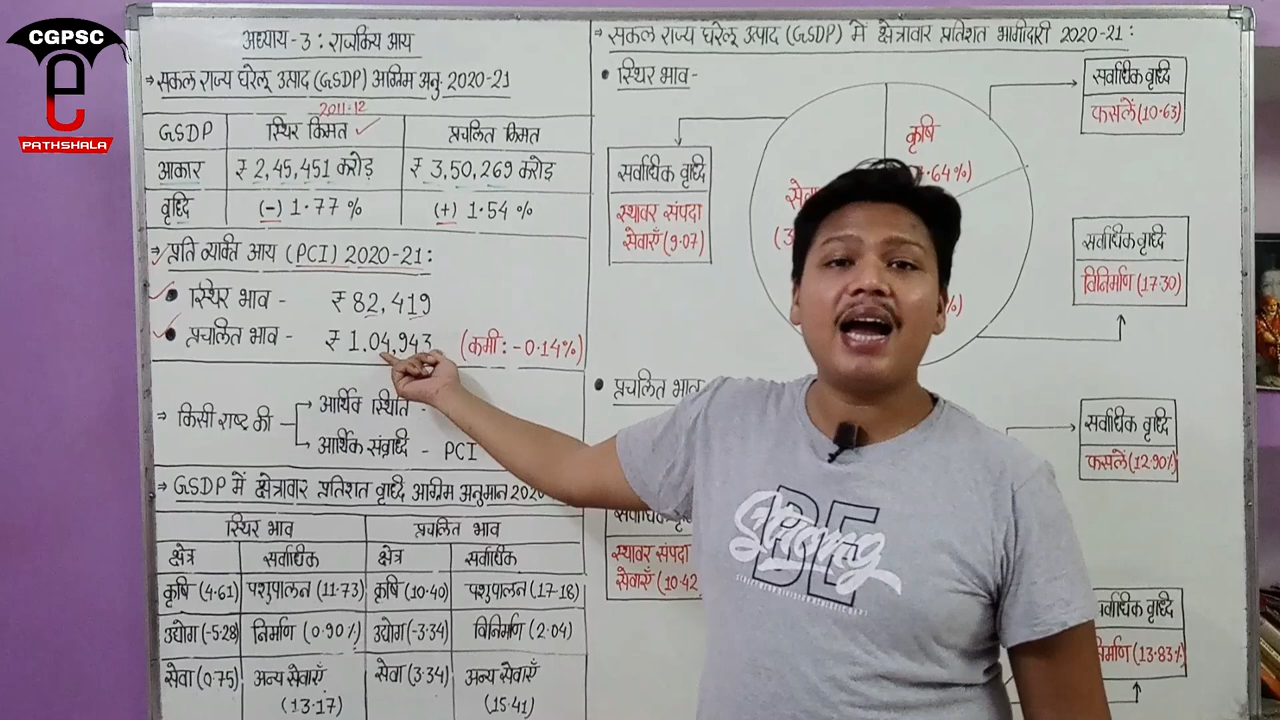 CGPSC
e
PATHSHALA
अध्याय-3 : राजकिय आय
→ सकल राज्य घरेलू उत्पाद (GSDP) अग्रिम अनु. 2020-21
2011-12
GSDP स्थिर किमत ✓ प्रचलित किमत
आकार ₹ 2,45,451 करोड़ ₹ 3,50,269 करोड़
वृध्दि (-) 1.77 % (+) 1.54 %
→ प्रति व्यक्ति आय (PCI) 2020-21 :
• स्थिर भाव - ₹ 82,419
• प्रचलित भाव - ₹ 1,04,943 (कमी : -0.14%)
→ किसी राष्ट्र की
→ आर्थिक स्थिति -
→ आर्थिक संवृध्दि - PCI
→ GSDP में क्षेत्रावार प्रतिशत वृध्दि अग्रिम अनुमान 2020-
स्थिर भाव प्रचलित भाव
क्षेत्र सर्वाधिक क्षेत्र सर्वाधिक
कृषि (4.61) पशुपालन (11.73) कृषि (10.40) पशुपालन (17.18)
उद्योग (-5.28) निर्माण (0.90%) उद्योग (-3.34) विनिर्माण (2.04)
सेवा (0.75) अन्य सेवाएँ (13.17) सेवा (3.34) अन्य सेवाएँ (15.41)
→ सकल राज्य घरेलू उत्पाद (GSDP) में क्षेत्रावार प्रतिशत भागीदारी 2020-21 :
• स्थिर भाव -
सर्वाधिक वृध्दि
फसलें (10.63)
कृषि
.64%)
सर्वाधिक वृध्दि
स्थावर संपदा
सेवाएँ (9.07)
सर्वाधिक वृध्दि
विनिर्माण (17.30)
%)
• प्रचलित भाव
सर्वाधिक वृध्दि
फसलें (12.90%)
स्थावर संपदा
सेवाएँ (10.42
र्वाधिक वृध्दि
13.83%)
BE
Strong